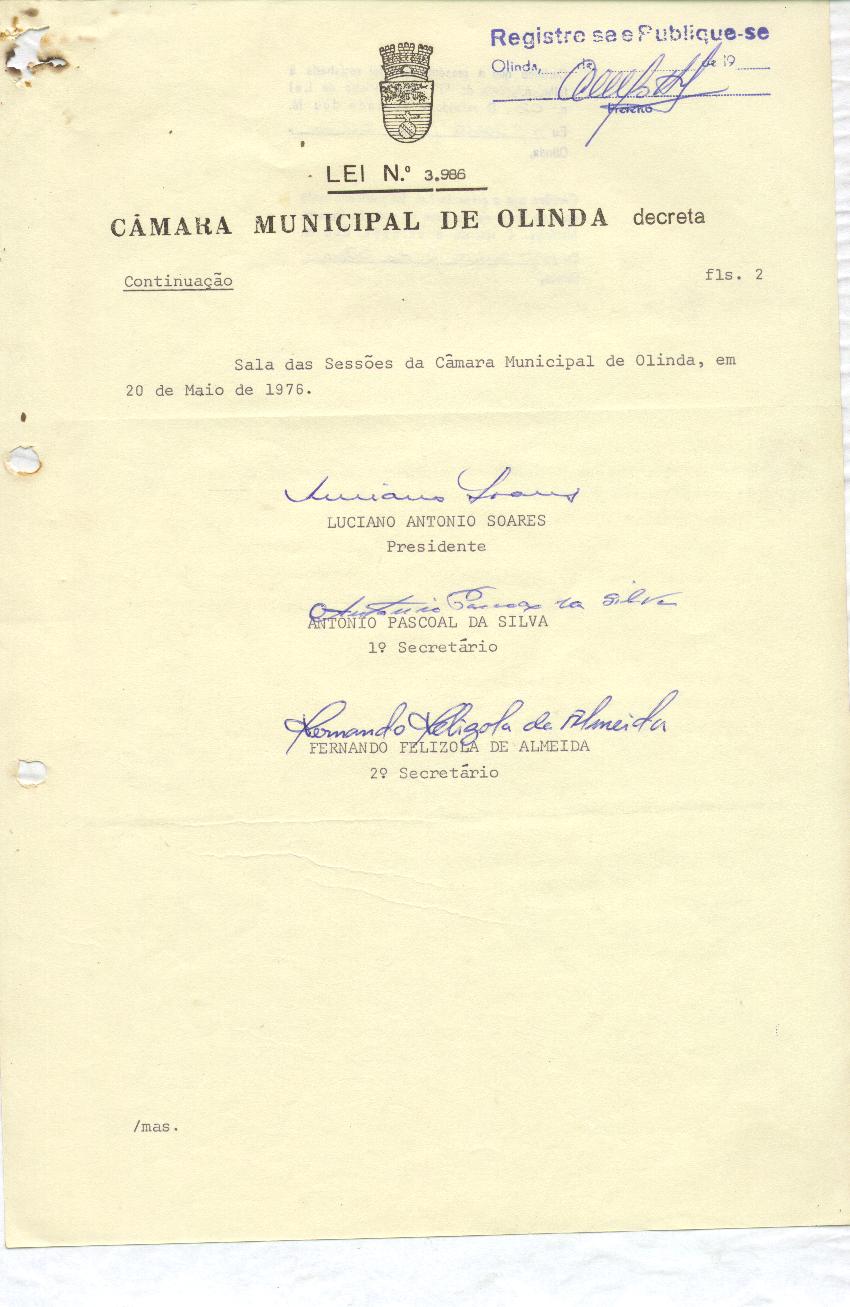 Registre-se e Publique-se
Olinda, de de 19
Prefeito
LEI N.º 3.986
CÂMARA MUNICIPAL DE OLINDA decreta
Continuação fls. 2
Sala das Sessões da Câmara Municipal de Olinda, em
20 de Maio de 1976.
Luciano Soares
LUCIANO ANTONIO SOARES
Presidente
Antônio Pascoal da Silva
ANTONIO PASCOAL DA SILVA
1º Secretário
Fernando Felizola de Almeida
FERNANDO FELIZOLA DE ALMEIDA
2º Secretário
/mas.